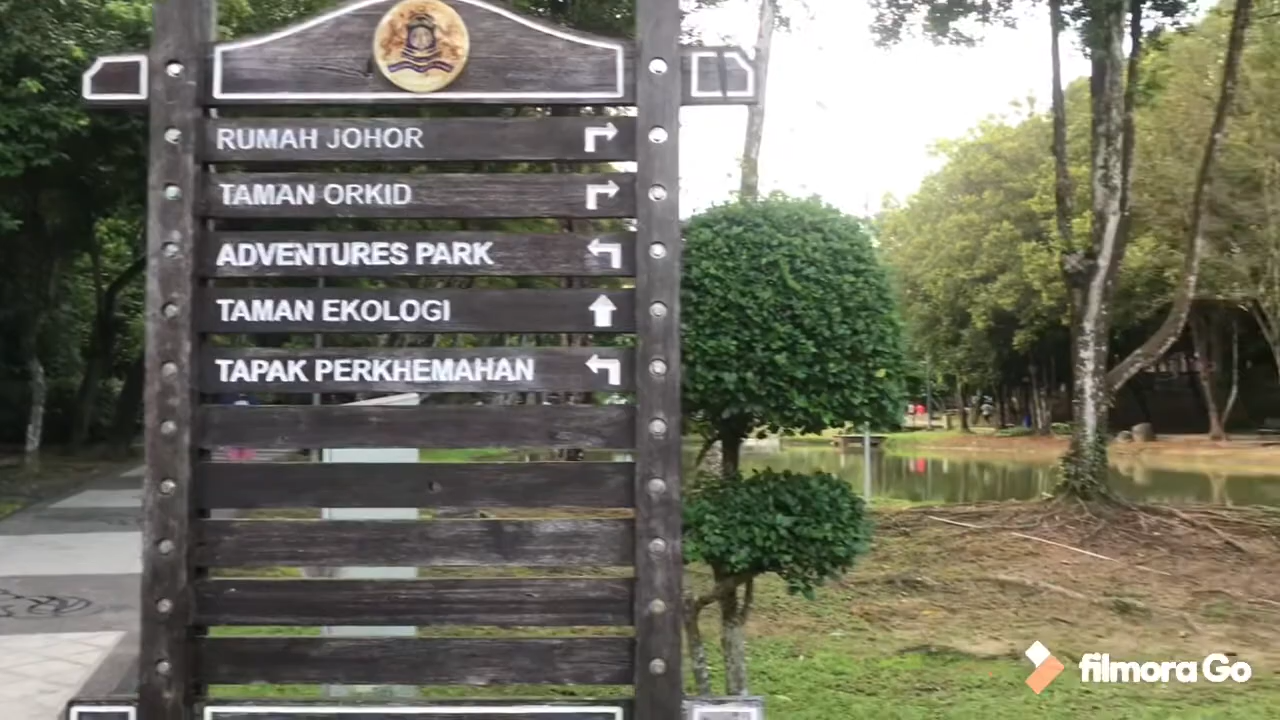 RUMAH JOHOR
TAMAN ORKID
ADVENTURES PARK
TAMAN EKOLOGI
TAPAK PERKHEMAHAN
filmora Go